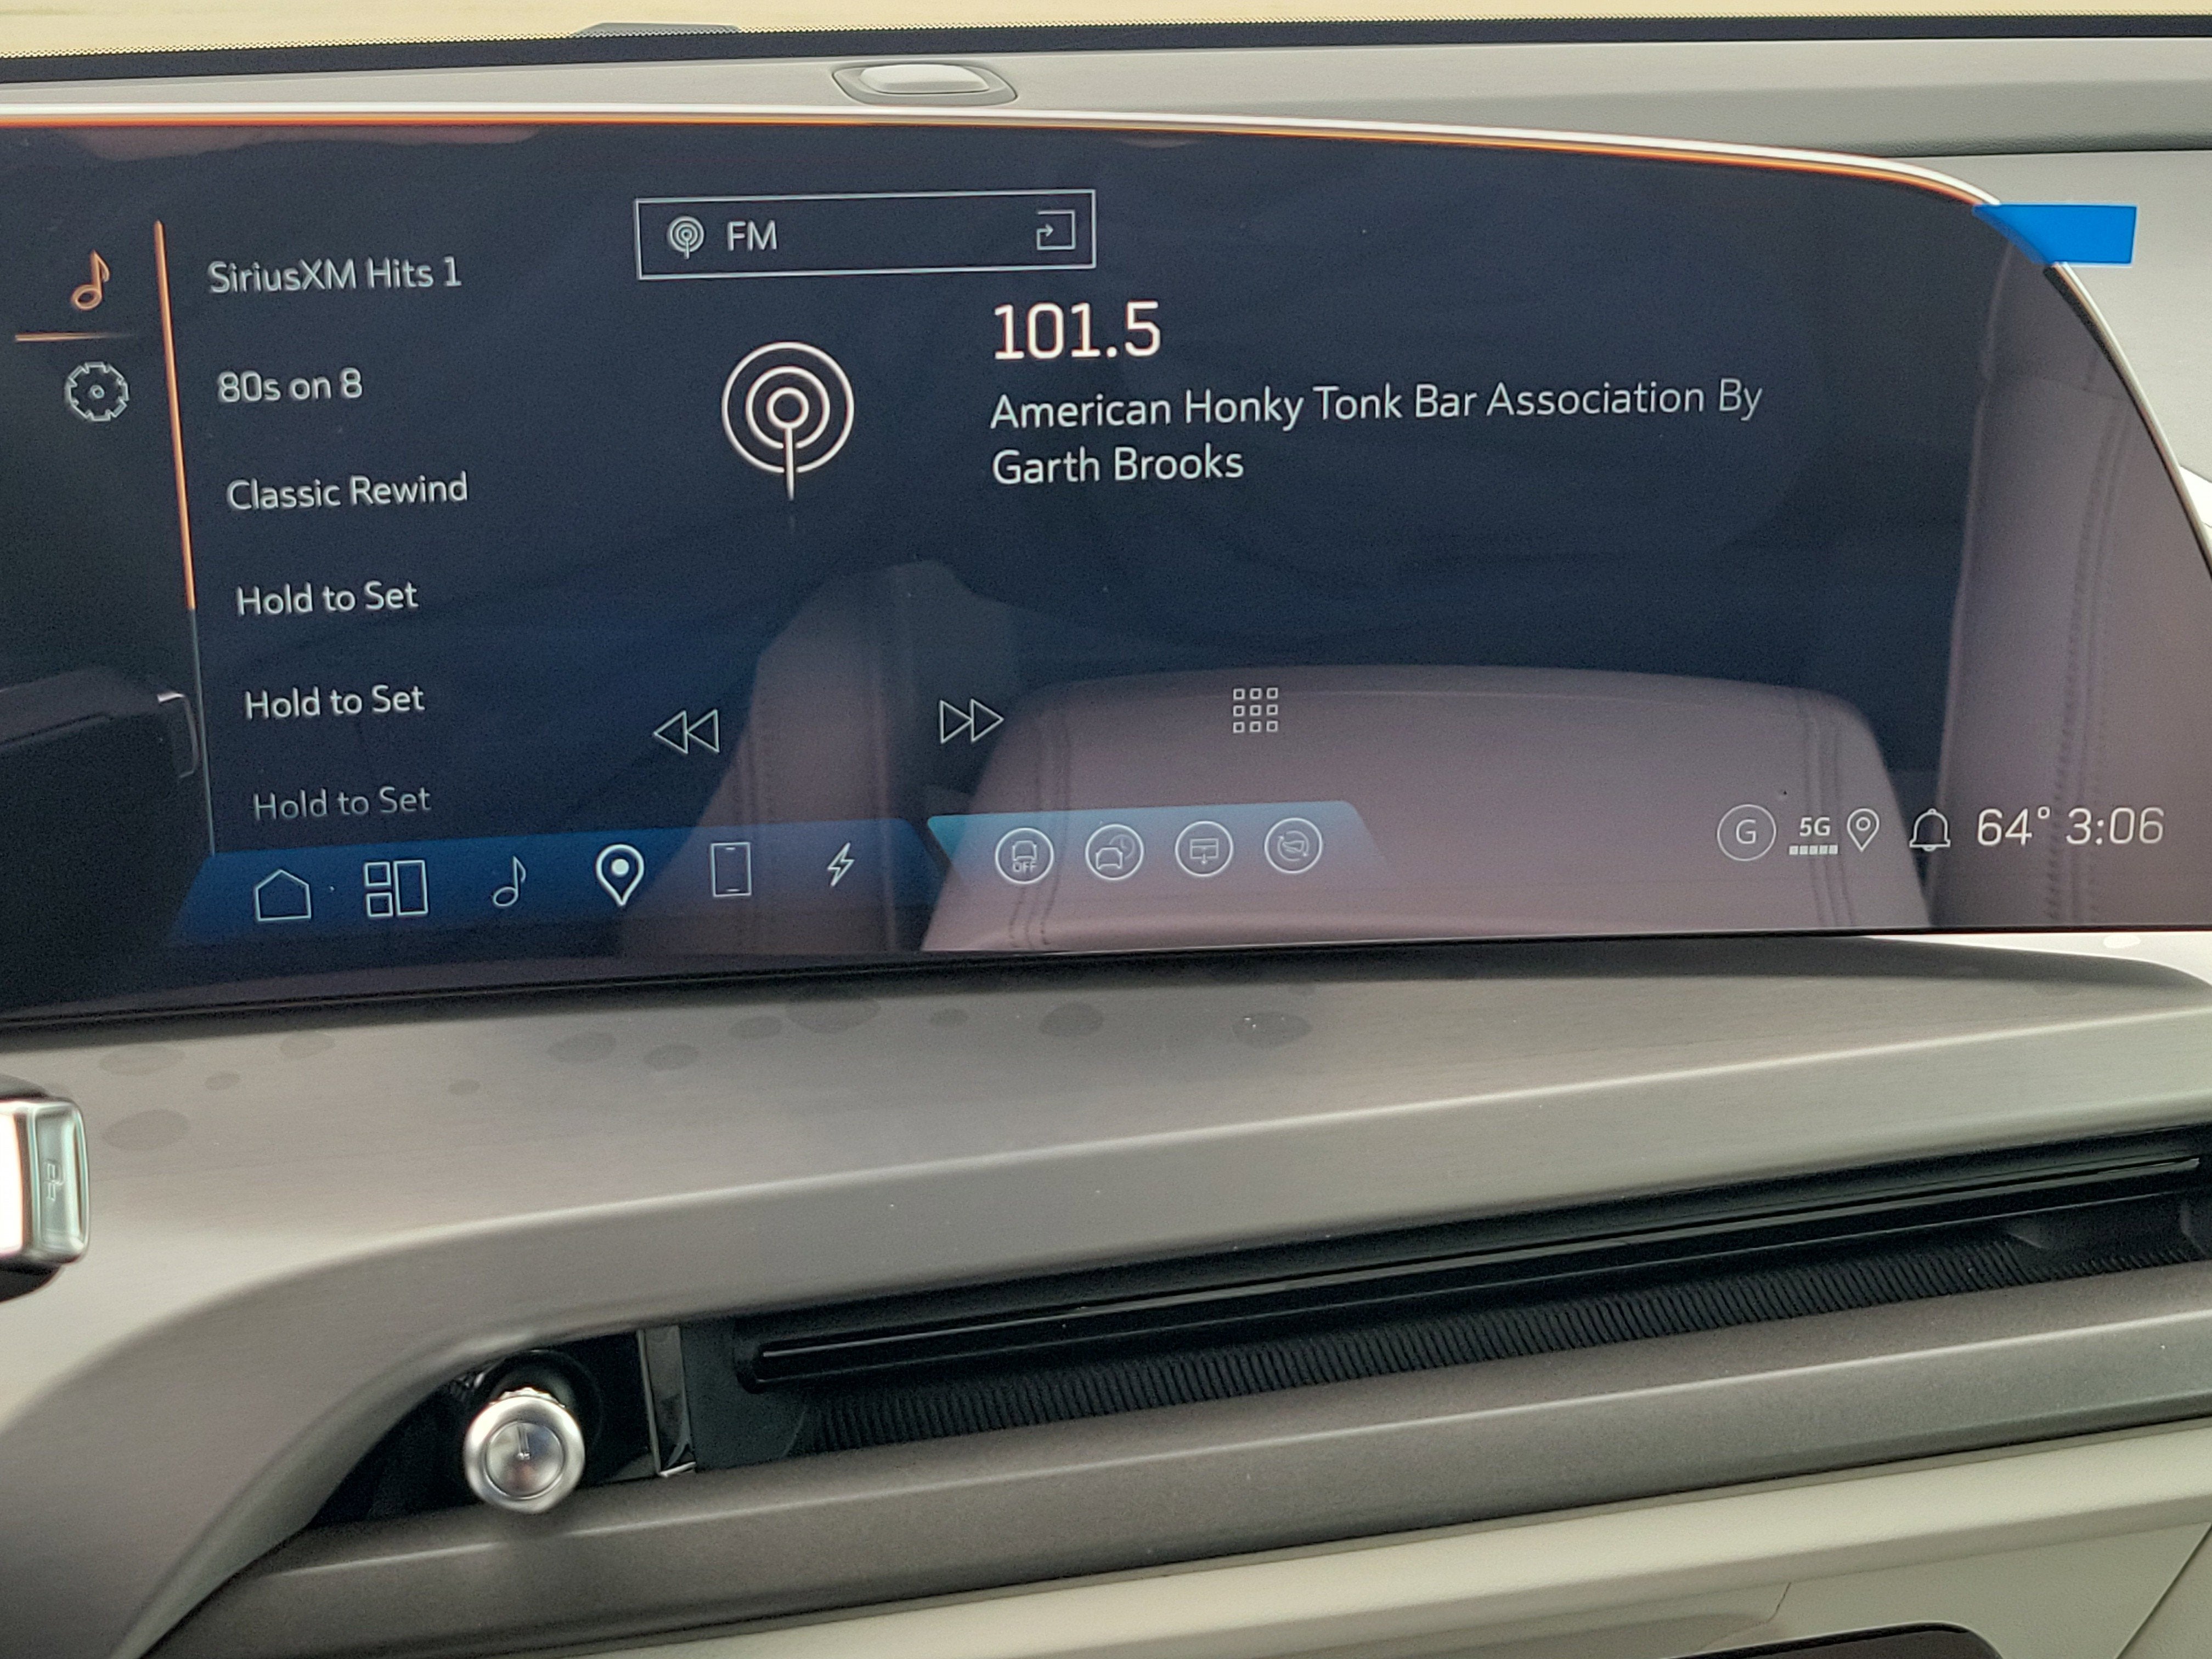 FM
SiriusXM Hits 1
80s on 8
Classic Rewind
Hold to Set
Hold to Set
Hold to Set
101.5
American Honky Tonk Bar Association By
Garth Brooks
OFF
G 5G 64° 3:06